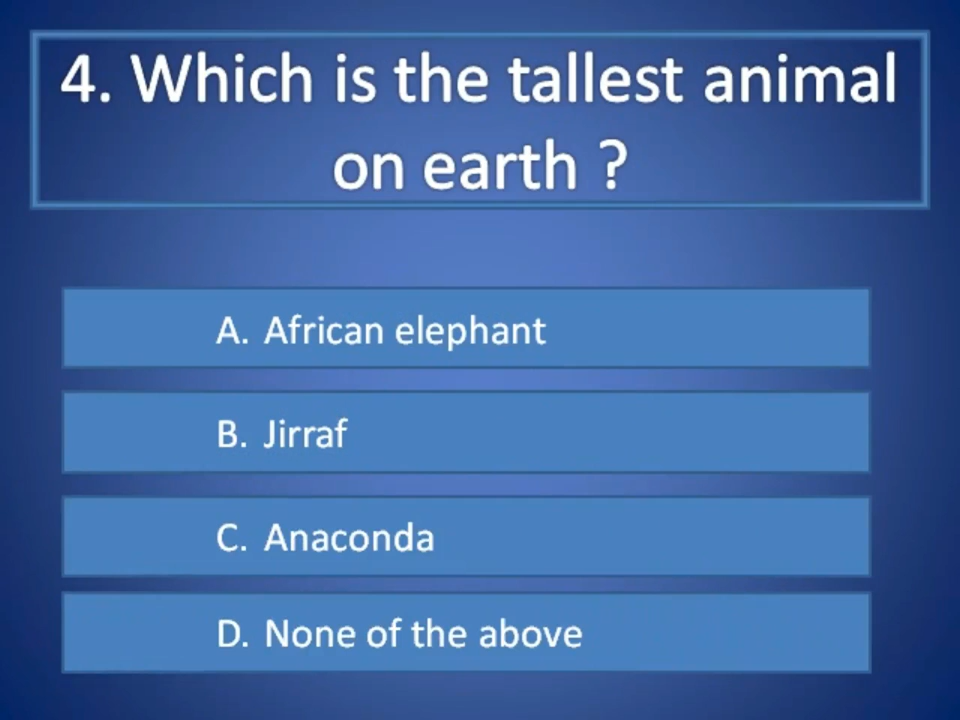 4. Which is the tallest animal
on earth ?
A. African elephant
B. Jirraf
C. Anaconda
D. None of the above